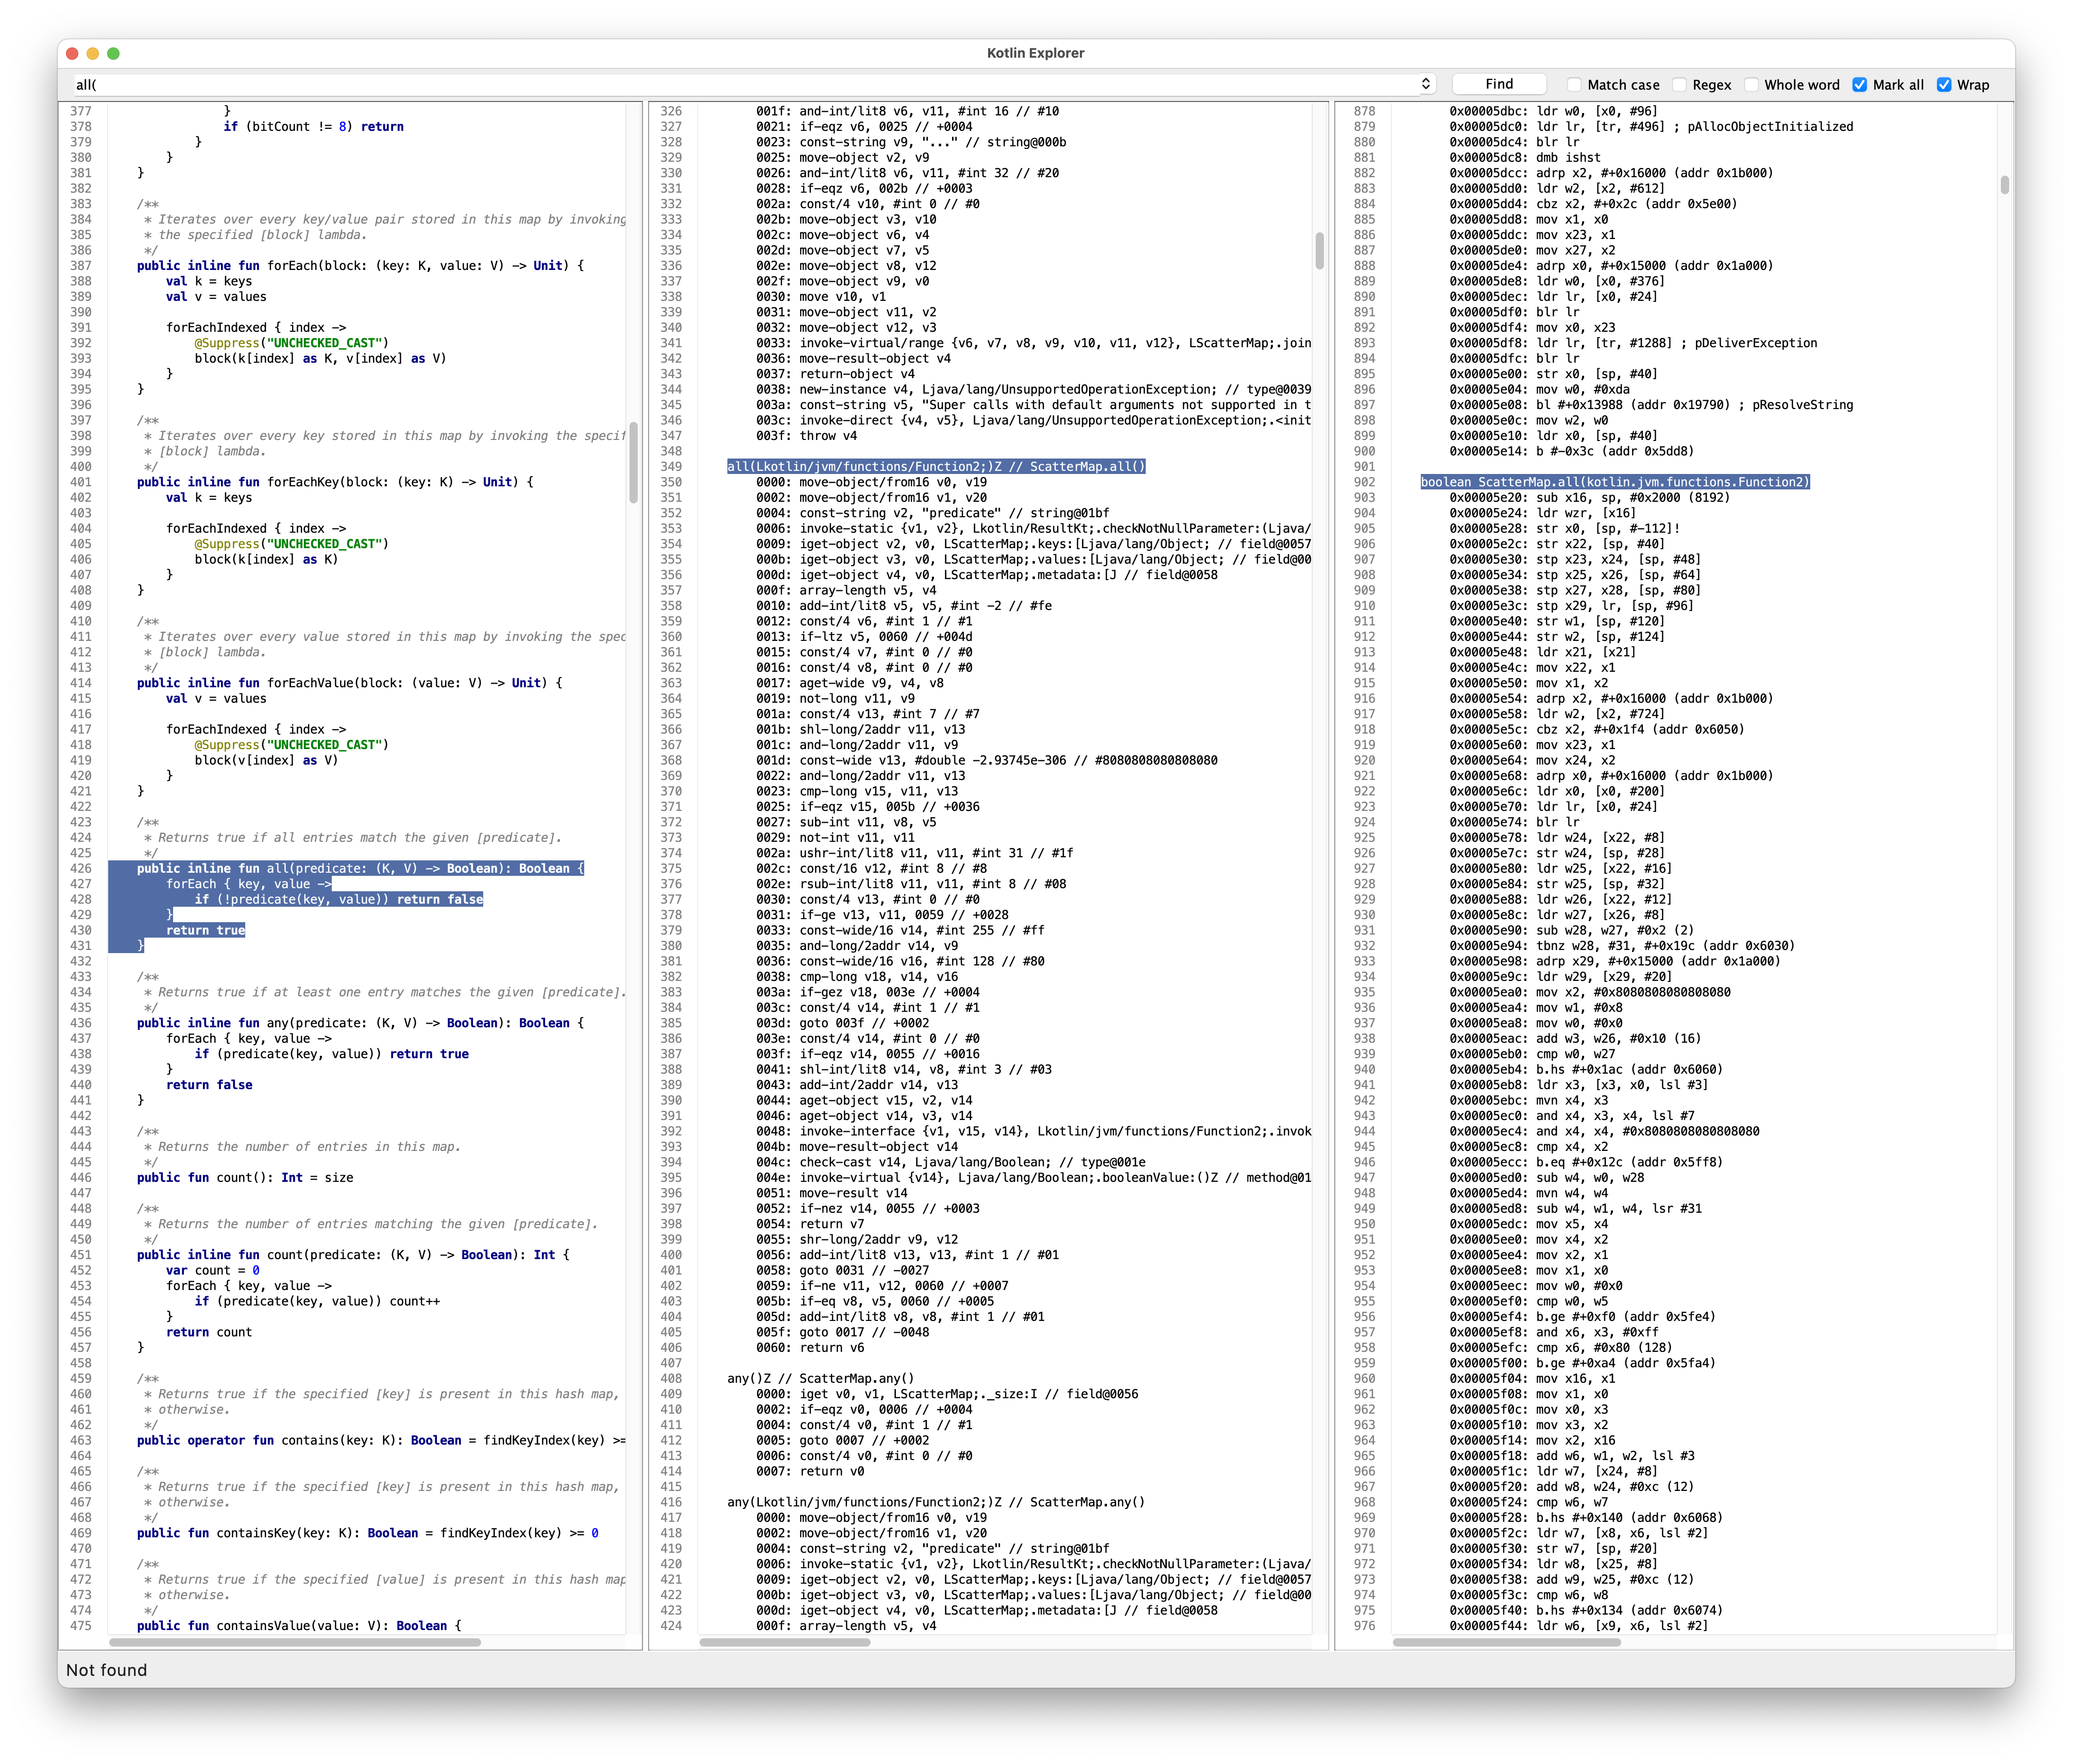 Kotlin Explorer
all(
Find
Match case
Regex
Whole word
Mark all
Wrap
377 }
378 if (bitCount != 8) return
379 }
380 }
381 }
382
383 /**
384 * Iterates over every key/value pair stored in this map by invoking
385 * the specified [block] lambda.
386 */
387 public inline fun forEach(block: (key: K, value: V) -> Unit) {
388 val k = keys
389 val v = values
390
391 forEachIndexed { index ->
392 @Suppress("UNCHECKED_CAST")
393 block(k[index] as K, v[index] as V)
394 }
395 }
396
397 /**
398 * Iterates over every key stored in this map by invoking the specif
399 * [block] lambda.
400 */
401 public inline fun forEachKey(block: (key: K) -> Unit) {
402 val k = keys
403
404 forEachIndexed { index ->
405 @Suppress("UNCHECKED_CAST")
406 block(k[index] as K)
407 }
408 }
409
410 /**
411 * Iterates over every value stored in this map by invoking the spec
412 * [block] lambda.
413 */
414 public inline fun forEachValue(block: (value: V) -> Unit) {
415 val v = values
416
417 forEachIndexed { index ->
418 @Suppress("UNCHECKED_CAST")
419 block(v[index] as V)
420 }
421 }
422
423 /**
424 * Returns true if all entries match the given [predicate].
425 */
426 public inline fun all(predicate: (K, V) -> Boolean): Boolean {
427 forEach { key, value ->
428 if (!predicate(key, value)) return false
429 }
430 return true
431 }
432
433 /**
434 * Returns true if at least one entry matches the given [predicate].
435 */
436 public inline fun any(predicate: (K, V) -> Boolean): Boolean {
437 forEach { key, value ->
438 if (predicate(key, value)) return true
439 }
440 return false
441 }
442
443 /**
444 * Returns the number of entries in this map.
445 */
446 public fun count(): Int = size
447
448 /**
449 * Returns the number of entries matching the given [predicate].
450 */
451 public inline fun count(predicate: (K, V) -> Boolean): Int {
452 var count = 0
453 forEach { key, value ->
454 if (predicate(key, value)) count++
455 }
456 return count
457 }
458
459 /**
460 * Returns true if the specified [key] is present in this hash map,
461 * otherwise.
462 */
463 public operator fun contains(key: K): Boolean = findKeyIndex(key) >=
464
465 /**
466 * Returns true if the specified [key] is present in this hash map,
467 * otherwise.
468 */
469 public fun containsKey(key: K): Boolean = findKeyIndex(key) >= 0
470
471 /**
472 * Returns true if the specified [value] is present in this hash map
473 * otherwise.
474 */
475 public fun containsValue(value: V): Boolean {
326 001f: and-int/lit8 v6, v11, #int 16 // #10
327 0021: if-eqz v6, 0025 // +0004
328 0023: const-string v9, "..." // string@000b
329 0025: move-object v2, v9
330 0026: and-int/lit8 v6, v11, #int 32 // #20
331 0028: if-eqz v6, 002b // +0003
332 002a: const/4 v10, #int 0 // #0
333 002b: move-object v3, v10
334 002c: move-object v6, v4
335 002d: move-object v7, v5
336 002e: move-object v8, v12
337 002f: move-object v9, v0
338 0030: move v10, v1
339 0031: move-object v11, v2
340 0032: move-object v12, v3
341 0033: invoke-virtual/range {v6, v7, v8, v9, v10, v11, v12}, LScatterMap;.join
342 0036: move-result-object v4
343 0037: return-object v4
344 0038: new-instance v4, Ljava/lang/UnsupportedOperationException; // type@0039
345 003a: const-string v5, "Super calls with default arguments not supported in t
346 003c: invoke-direct {v4, v5}, Ljava/lang/UnsupportedOperationException;.<init
347 003f: throw v4
348
349 all(Lkotlin/jvm/functions/Function2;)Z // ScatterMap.all()
350 0000: move-object/from16 v0, v19
351 0002: move-object/from16 v1, v20
352 0004: const-string v2, "predicate" // string@01bf
353 0006: invoke-static {v1, v2}, Lkotlin/ResultKt;.checkNotNullParameter:(Ljava/
354 0009: iget-object v2, v0, LScatterMap;.keys:[Ljava/lang/Object; // field@0057
355 000b: iget-object v3, v0, LScatterMap;.values:[Ljava/lang/Object; // field@00
356 000d: iget-object v4, v0, LScatterMap;.metadata:[J // field@0058
357 000f: array-length v5, v4
358 0010: add-int/lit8 v5, v5, #int -2 // #fe
359 0012: const/4 v6, #int 1 // #1
360 0013: if-ltz v5, 0060 // +004d
361 0015: const/4 v7, #int 0 // #0
362 0016: const/4 v8, #int 0 // #0
363 0017: aget-wide v9, v4, v8
364 0019: not-long v11, v9
365 001a: const/4 v13, #int 7 // #7
366 001b: shl-long/2addr v11, v13
367 001c: and-long/2addr v11, v9
368 001d: const-wide v13, #double -2.93745e-306 // #8080808080808080
369 0022: and-long/2addr v11, v13
370 0023: cmp-long v15, v11, v13
371 0025: if-eqz v15, 005b // +0036
372 0027: sub-int v11, v8, v5
373 0029: not-int v11, v11
374 002a: ushr-int/lit8 v11, v11, #int 31 // #1f
375 002c: const/16 v12, #int 8 // #8
376 002e: rsub-int/lit8 v11, v11, #int 8 // #08
377 0030: const/4 v13, #int 0 // #0
378 0031: if-ge v13, v11, 0059 // +0028
379 0033: const-wide/16 v14, #int 255 // #ff
380 0035: and-long/2addr v14, v9
381 0036: const-wide/16 v16, #int 128 // #80
382 0038: cmp-long v18, v14, v16
383 003a: if-gez v18, 003e // +0004
384 003c: const/4 v14, #int 1 // #1
385 003d: goto 003f // +0002
386 003e: const/4 v14, #int 0 // #0
387 003f: if-eqz v14, 0055 // +0016
388 0041: shl-int/lit8 v14, v8, #int 3 // #03
389 0043: add-int/2addr v14, v13
390 0044: aget-object v15, v2, v14
391 0046: aget-object v14, v3, v14
392 0048: invoke-interface {v1, v15, v14}, Lkotlin/jvm/functions/Function2;.invok
393 004b: move-result-object v14
394 004c: check-cast v14, Ljava/lang/Boolean; // type@001e
395 004e: invoke-virtual {v14}, Ljava/lang/Boolean;.booleanValue:()Z // method@01
396 0051: move-result v14
397 0052: if-nez v14, 0055 // +0003
398 0054: return v7
399 0055: shr-long/2addr v9, v12
400 0056: add-int/lit8 v13, v13, #int 1 // #01
401 0058: goto 0031 // -0027
402 0059: if-ne v11, v12, 0060 // +0007
403 005b: if-eq v8, v5, 0060 // +0005
404 005d: add-int/lit8 v8, v8, #int 1 // #01
405 005f: goto 0017 // -0048
406 0060: return v6
407
408 any()Z // ScatterMap.any()
409 0000: iget v0, v1, LScatterMap;._size:I // field@0056
410 0002: if-eqz v0, 0006 // +0004
411 0004: const/4 v0, #int 1 // #1
412 0005: goto 0007 // +0002
413 0006: const/4 v0, #int 0 // #0
414 0007: return v0
415
416 any(Lkotlin/jvm/functions/Function2;)Z // ScatterMap.any()
417 0000: move-object/from16 v0, v19
418 0002: move-object/from16 v1, v20
419 0004: const-string v2, "predicate" // string@01bf
420 0006: invoke-static {v1, v2}, Lkotlin/ResultKt;.checkNotNullParameter:(Ljava/
421 0009: iget-object v2, v0, LScatterMap;.keys:[Ljava/lang/Object; // field@0057
422 000b: iget-object v3, v0, LScatterMap;.values:[Ljava/lang/Object; // field@00
423 000d: iget-object v4, v0, LScatterMap;.metadata:[J // field@0058
424 000f: array-length v5, v4
878 0x00005dbc: ldr w0, [x0, #96]
879 0x00005dc0: ldr lr, [tr, #496] ; pAllocObjectInitialized
880 0x00005dc4: blr lr
881 0x00005dc8: dmb ishst
882 0x00005dcc: adrp x2, #+0x16000 (addr 0x1b000)
883 0x00005dd0: ldr w2, [x2, #612]
884 0x00005dd4: cbz x2, #+0x2c (addr 0x5e00)
885 0x00005dd8: mov x1, x0
886 0x00005ddc: mov x23, x1
887 0x00005de0: mov x27, x2
888 0x00005de4: adrp x0, #+0x15000 (addr 0x1a000)
889 0x00005de8: ldr w0, [x0, #376]
890 0x00005dec: ldr lr, [x0, #24]
891 0x00005df0: blr lr
892 0x00005df4: mov x0, x23
893 0x00005df8: ldr lr, [tr, #1288] ; pDeliverException
894 0x00005dfc: blr lr
895 0x00005e00: str x0, [sp, #40]
896 0x00005e04: mov w0, #0xda
897 0x00005e08: bl #+0x13988 (addr 0x19790) ; pResolveString
898 0x00005e0c: mov w2, w0
899 0x00005e10: ldr x0, [sp, #40]
900 0x00005e14: b #-0x3c (addr 0x5dd8)
901
902 boolean ScatterMap.all(kotlin.jvm.functions.Function2)
903 0x00005e20: sub x16, sp, #0x2000 (8192)
904 0x00005e24: ldr wzr, [x16]
905 0x00005e28: str x0, [sp, #-112]!
906 0x00005e2c: str x22, [sp, #40]
907 0x00005e30: stp x23, x24, [sp, #48]
908 0x00005e34: stp x25, x26, [sp, #64]
909 0x00005e38: stp x27, x28, [sp, #80]
910 0x00005e3c: stp x29, lr, [sp, #96]
911 0x00005e40: str w1, [sp, #120]
912 0x00005e44: str w2, [sp, #124]
913 0x00005e48: ldr x21, [x21]
914 0x00005e4c: mov x22, x1
915 0x00005e50: mov x1, x2
916 0x00005e54: adrp x2, #+0x16000 (addr 0x1b000)
917 0x00005e58: ldr w2, [x2, #724]
918 0x00005e5c: cbz x2, #+0x1f4 (addr 0x6050)
919 0x00005e60: mov x23, x1
920 0x00005e64: mov x24, x2
921 0x00005e68: adrp x0, #+0x16000 (addr 0x1b000)
922 0x00005e6c: ldr x0, [x0, #200]
923 0x00005e70: ldr lr, [x0, #24]
924 0x00005e74: blr lr
925 0x00005e78: ldr w24, [x22, #8]
926 0x00005e7c: str w24, [sp, #28]
927 0x00005e80: ldr w25, [x22, #16]
928 0x00005e84: str w25, [sp, #32]
929 0x00005e88: ldr w26, [x22, #12]
930 0x00005e8c: ldr w27, [x26, #8]
931 0x00005e90: sub w28, w27, #0x2 (2)
932 0x00005e94: tbnz w28, #31, #+0x19c (addr 0x6030)
933 0x00005e98: adrp x29, #+0x15000 (addr 0x1a000)
934 0x00005e9c: ldr w29, [x29, #20]
935 0x00005ea0: mov x2, #0x8080808080808080
936 0x00005ea4: mov w1, #0x8
937 0x00005ea8: mov w0, #0x0
938 0x00005eac: add w3, w26, #0x10 (16)
939 0x00005eb0: cmp w0, w27
940 0x00005eb4: b.hs #+0x1ac (addr 0x6060)
941 0x00005eb8: ldr x3, [x3, x0, lsl #3]
942 0x00005ebc: mvn x4, x3
943 0x00005ec0: and x4, x3, x4, lsl #7
944 0x00005ec4: and x4, x4, #0x8080808080808080
945 0x00005ec8: cmp x4, x2
946 0x00005ecc: b.eq #+0x12c (addr 0x5ff8)
947 0x00005ed0: sub w4, w0, w28
948 0x00005ed4: mvn w4, w4
949 0x00005ed8: sub w4, w1, w4, lsr #31
950 0x00005edc: mov x5, x4
951 0x00005ee0: mov x4, x2
952 0x00005ee4: mov x2, x1
953 0x00005ee8: mov x1, x0
954 0x00005eec: mov w0, #0x0
955 0x00005ef0: cmp w0, w5
956 0x00005ef4: b.ge #+0xf0 (addr 0x5fe4)
957 0x00005ef8: and x6, x3, #0xff
958 0x00005efc: cmp x6, #0x80 (128)
959 0x00005f00: b.ge #+0xa4 (addr 0x5fa4)
960 0x00005f04: mov x16, x1
961 0x00005f08: mov x1, x0
962 0x00005f0c: mov x0, x3
963 0x00005f10: mov x3, x2
964 0x00005f14: mov x2, x16
965 0x00005f18: add w6, w1, w2, lsl #3
966 0x00005f1c: ldr w7, [x24, #8]
967 0x00005f20: add w8, w24, #0xc (12)
968 0x00005f24: cmp w6, w7
969 0x00005f28: b.hs #+0x140 (addr 0x6068)
970 0x00005f2c: ldr w7, [x8, x6, lsl #2]
971 0x00005f30: str w7, [sp, #20]
972 0x00005f34: ldr w8, [x25, #8]
973 0x00005f38: add w9, w25, #0xc (12)
974 0x00005f3c: cmp w6, w8
975 0x00005f40: b.hs #+0x134 (addr 0x6074)
976 0x00005f44: ldr w6, [x9, x6, lsl #2]
Not found